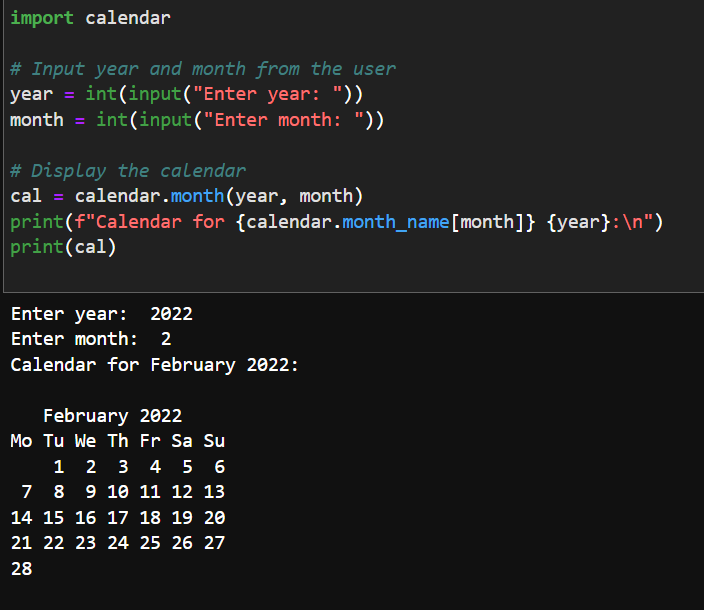 import calendar
# Input year and month from the user
year = int(input("Enter year: "))
month = int(input("Enter month: "))
# Display the calendar
cal = calendar.month(year, month)
print(f"Calendar for {calendar.month_name[month]} {year}:\n")
print(cal)
Enter year:  2022
Enter month:  2
Calendar for February 2022:
   February 2022
Mo Tu We Th Fr Sa Su
    1  2  3  4  5  6
 7  8  9 10 11 12 13
14 15 16 17 18 19 20
21 22 23 24 25 26 27
28